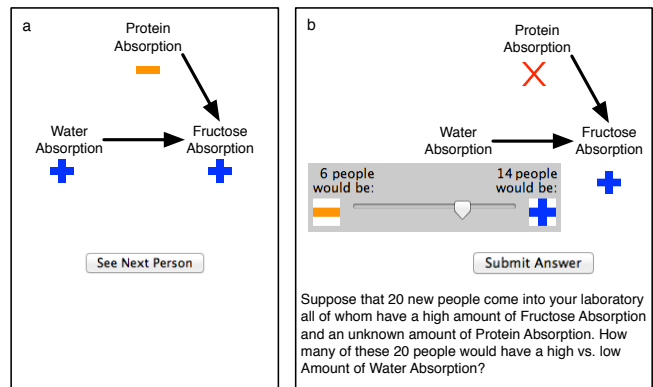 a
Protein
Absorption
Water
Absorption
Fructose
Absorption
See Next Person
b
Protein
Absorption
Water
Absorption
Fructose
Absorption
6 people
would be:
14 people
would be:
Submit Answer
Suppose that 20 new people come into your laboratory
all of whom have a high amount of Fructose Absorption
and an unknown amount of Protein Absorption. How
many of these 20 people would have a high vs. low
Amount of Water Absorption?